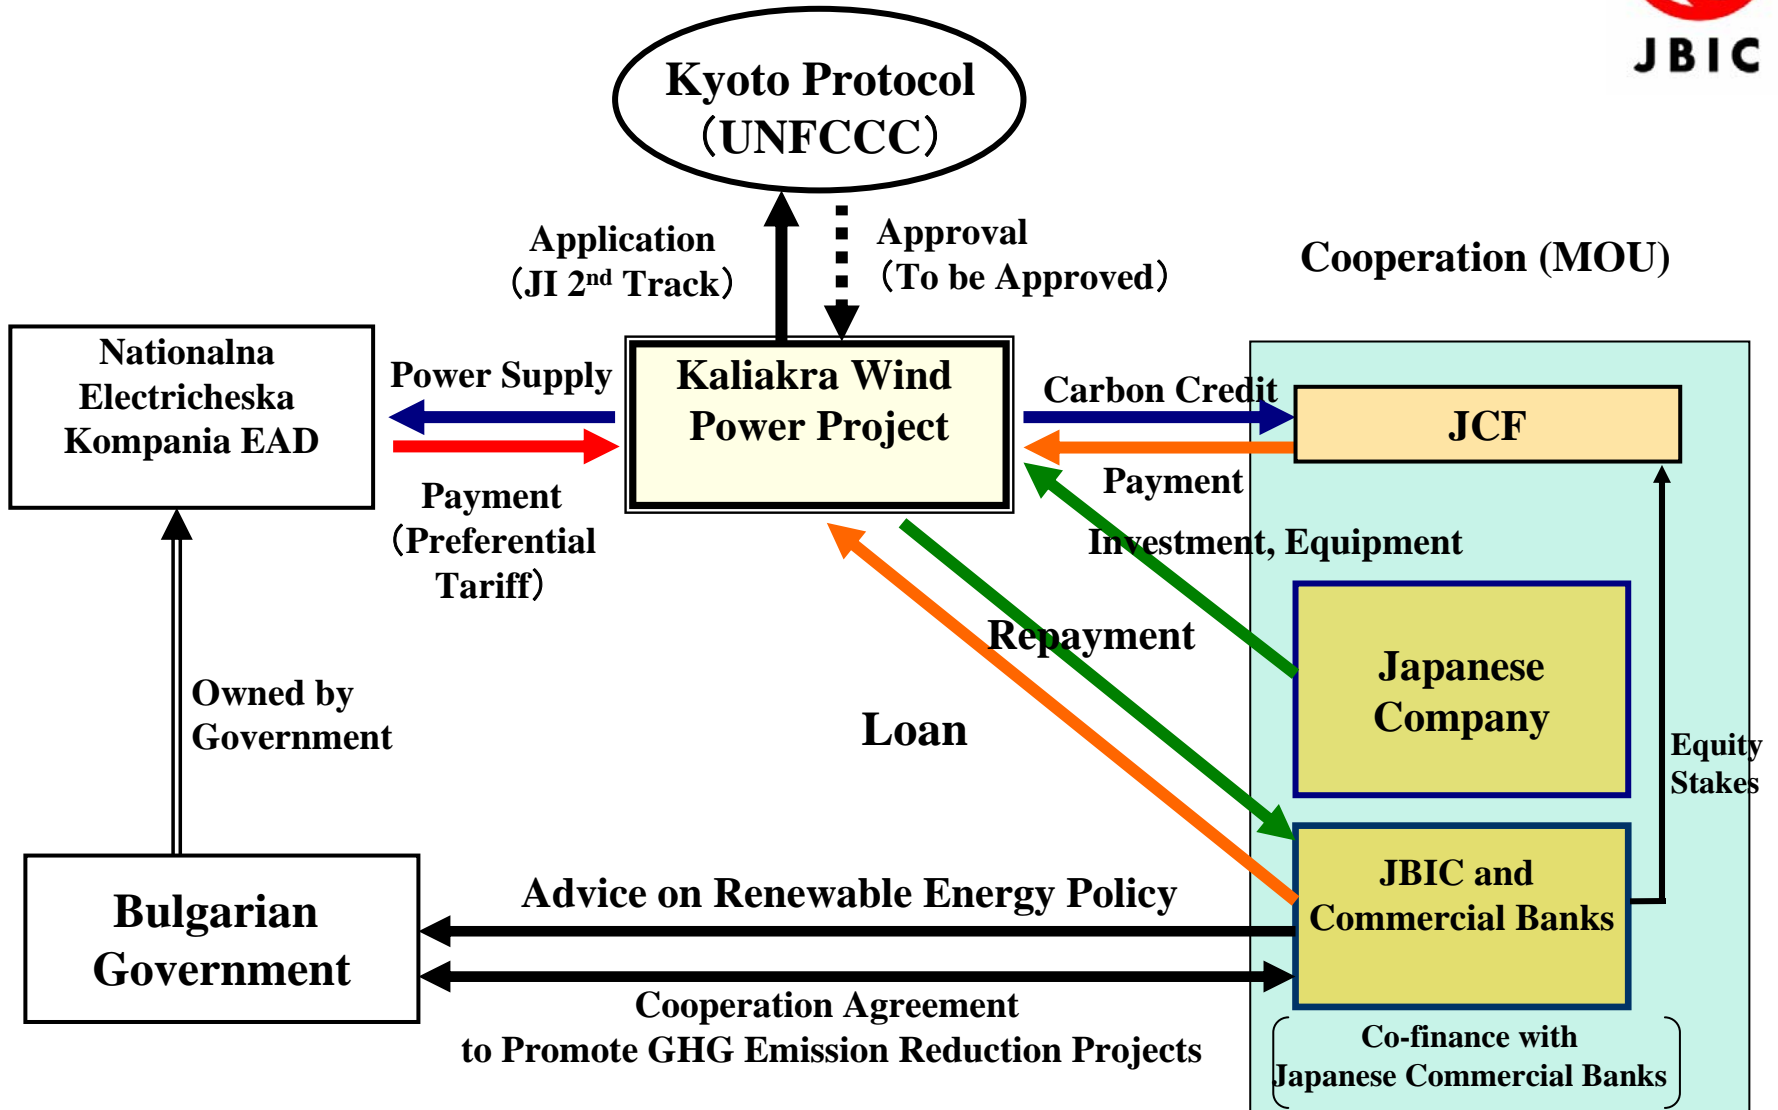 JBIC
Kyoto Protocol
（UNFCCC）
Application
（JI 2nd Track）
Approval
（To be Approved）
Cooperation (MOU)
Nationalna
Electricheska
Kompania EAD
Power Supply
Kaliakra Wind
Power Project
Carbon Credit
JCF
Payment
（Preferential
Tariff）
Payment
Investment, Equipment
Repayment
Japanese
Company
Owned by
Government
Loan
Equity
Stakes
Bulgarian
Government
Advice on Renewable Energy Policy
JBIC and
Commercial Banks
Cooperation Agreement
to Promote GHG Emission Reduction Projects
Co-finance with
Japanese Commercial Banks